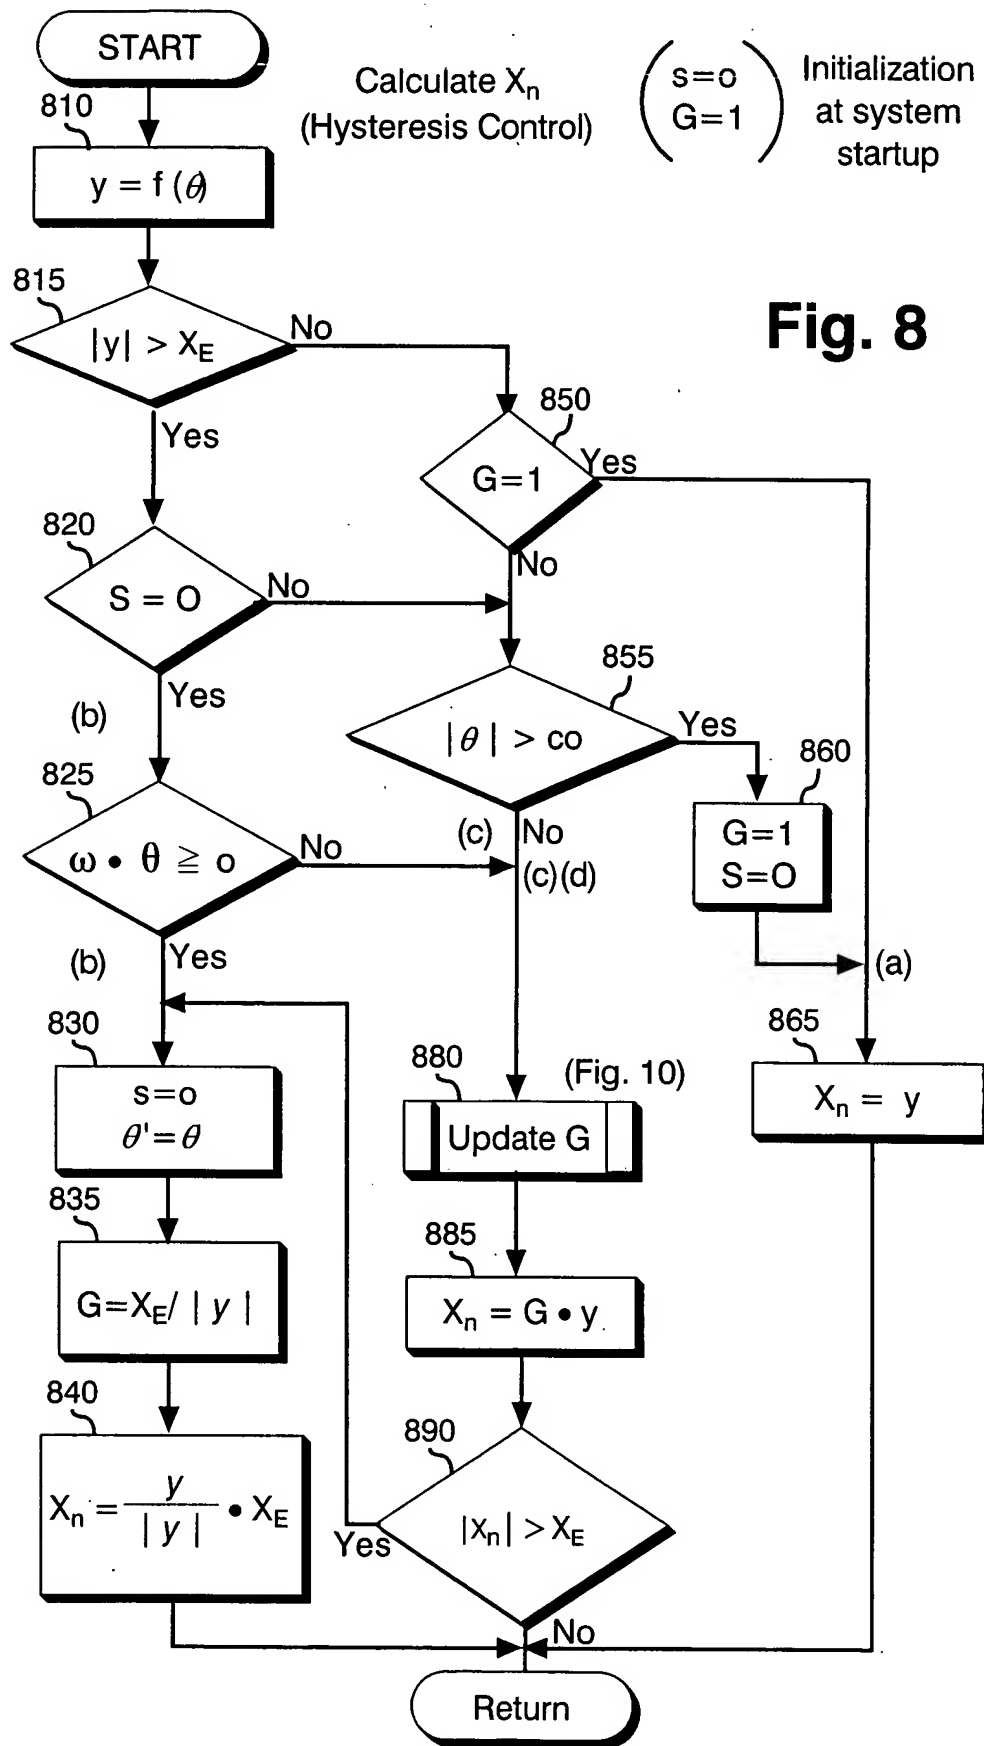 START
Calculate Xn
(Hysteresis Control)
s=o
G=1
Initialization
at system
startup
810
y = f (θ)
815
|y| > XE
No
Yes
Fig. 8
850
G=1
Yes
No
820
S = O
No
Yes
(b)
855
|θ| > co
Yes
No
(c)
(c)(d)
860
G=1
S=O
825
ω • θ ≧ o
No
Yes
(b)
(a)
830
s=o
θ'=θ
865
Xn = y
880
(Fig. 10)
Update G
835
G=XE/ | y |
885
Xn = G • y
840
Xn = y / | y | • XE
890
|Xn| > XE
Yes
No
Return